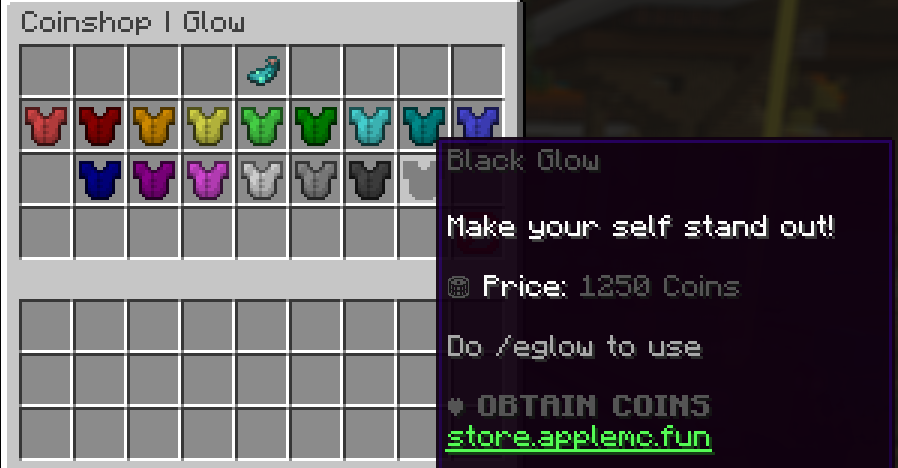 Coinshop | Glow
Black Glow
Make your self stand out!
Price: 1250 Coins
Do /eglow to use
♥ OBTAIN COINS
store.applemc.fun